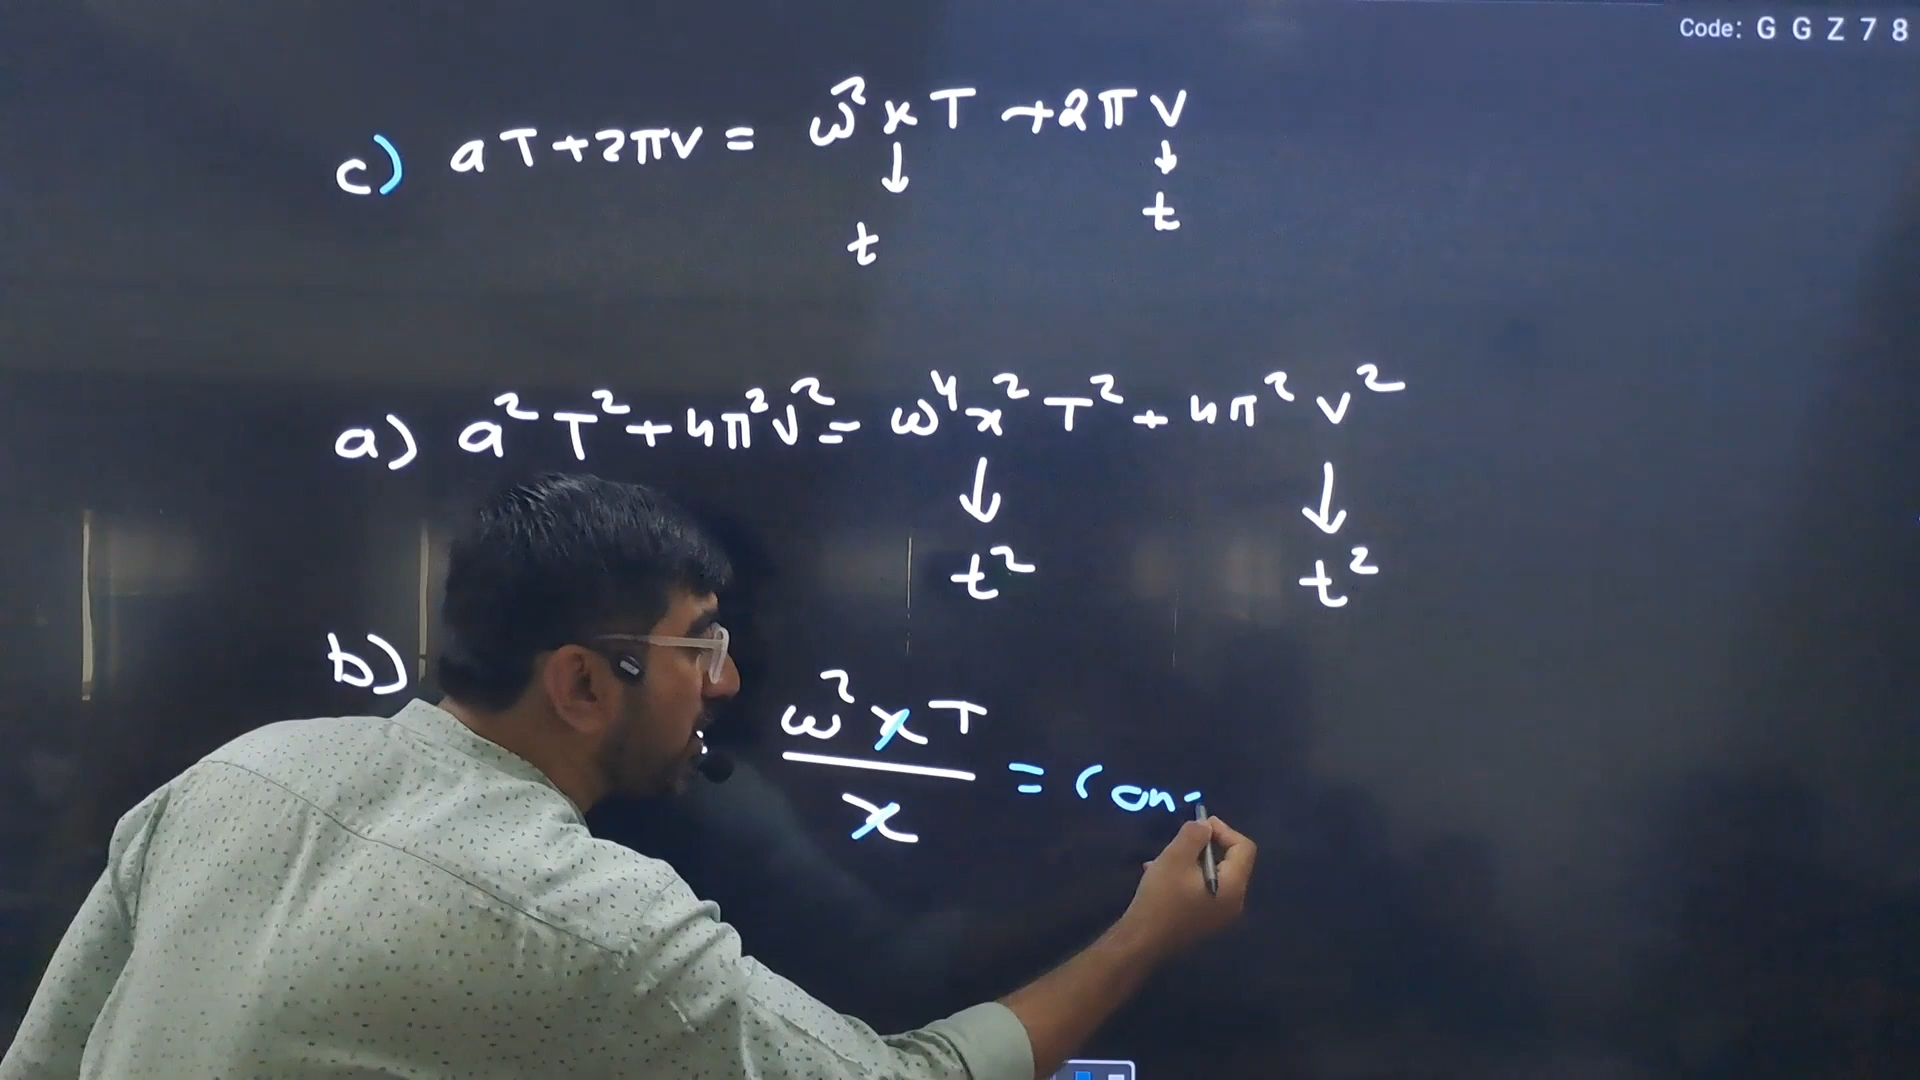 Code: G G Z 7 8
c) aT+2πv = ω²xT +2πv
↓ ↓
t t
a) a²T²+4π²v² = ω⁴x²T² + 4π²v²
↓ ↓
t² t²
b) ω²xT
x
= con